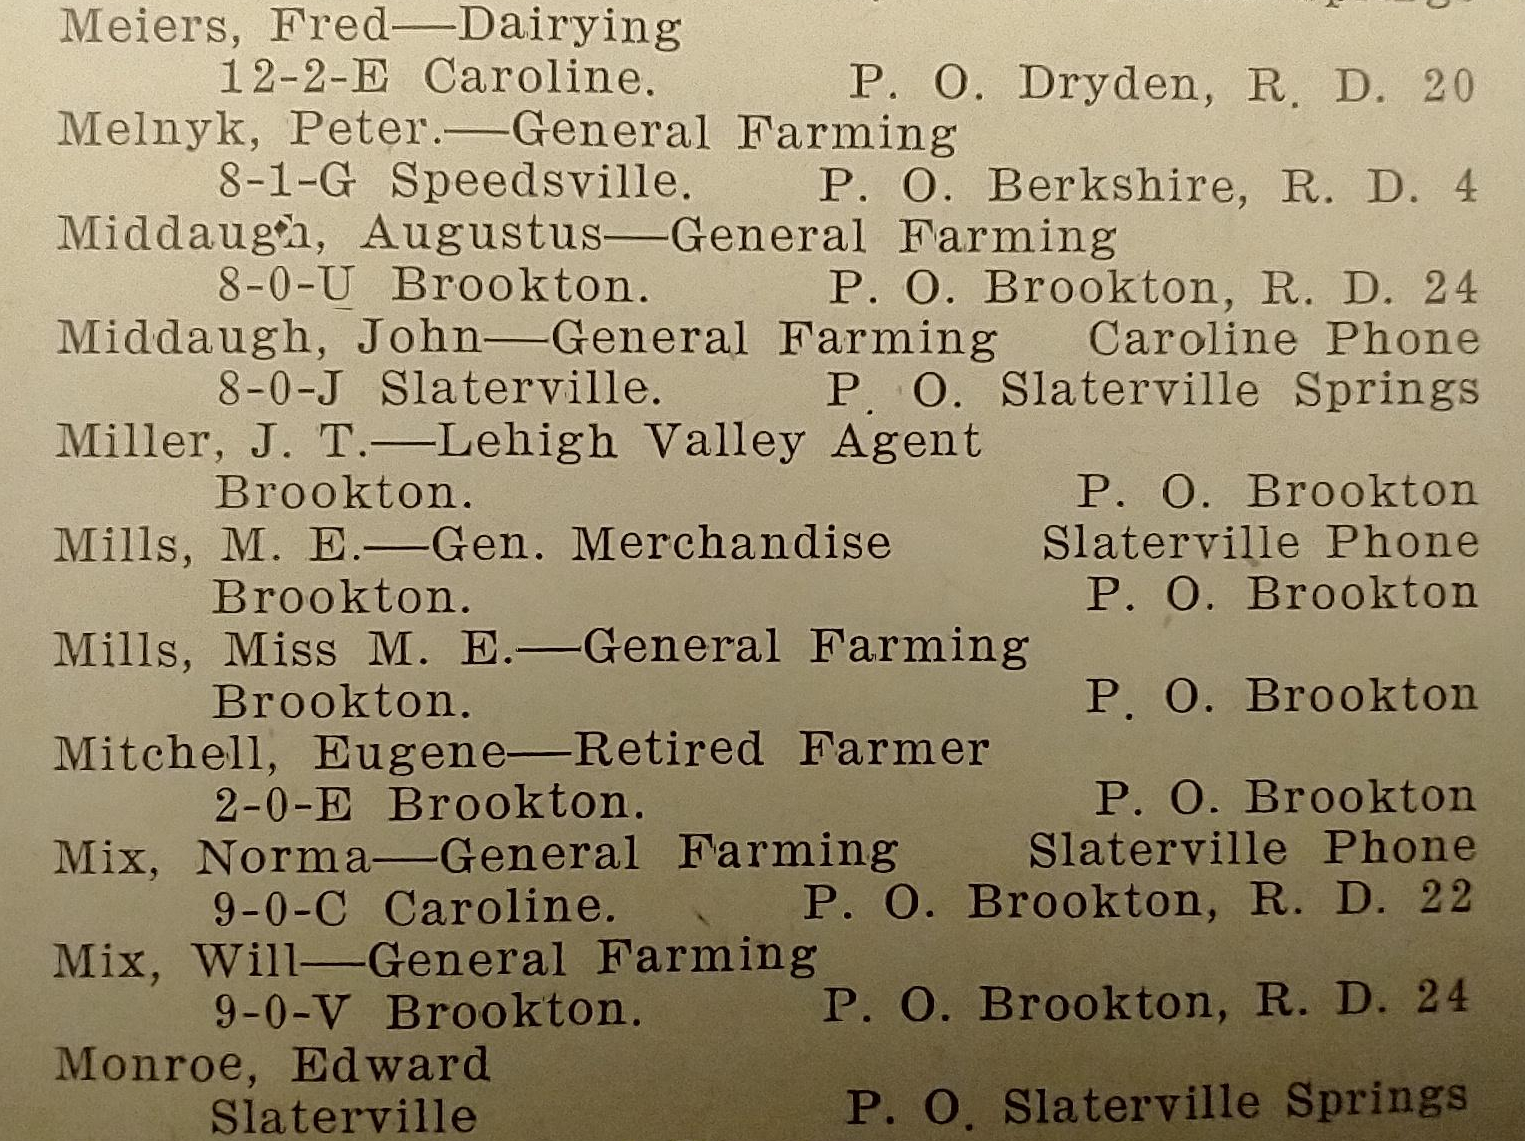 Meiers, Fred—Dairying
12-2-E Caroline. P. O. Dryden, R. D. 20
Melnyk, Peter.—General Farming
8-1-G Speedsville. P. O. Berkshire, R. D. 4
Middaugh, Augustus—General Farming
8-0-U Brookton. P. O. Brookton, R. D. 24
Middaugh, John—General Farming Caroline Phone
8-0-J Slaterville. P. O. Slaterville Springs
Miller, J. T.—Lehigh Valley Agent
Brookton. P. O. Brookton
Mills, M. E.—Gen. Merchandise Slaterville Phone
Brookton. P. O. Brookton
Mills, Miss M. E.—General Farming
Brookton. P. O. Brookton
Mitchell, Eugene—Retired Farmer
2-0-E Brookton. P. O. Brookton
Mix, Norma—General Farming Slaterville Phone
9-0-C Caroline. P. O. Brookton, R. D. 22
Mix, Will—General Farming
9-0-V Brookton. P. O. Brookton, R. D. 24
Monroe, Edward
Slaterville P. O. Slaterville Springs